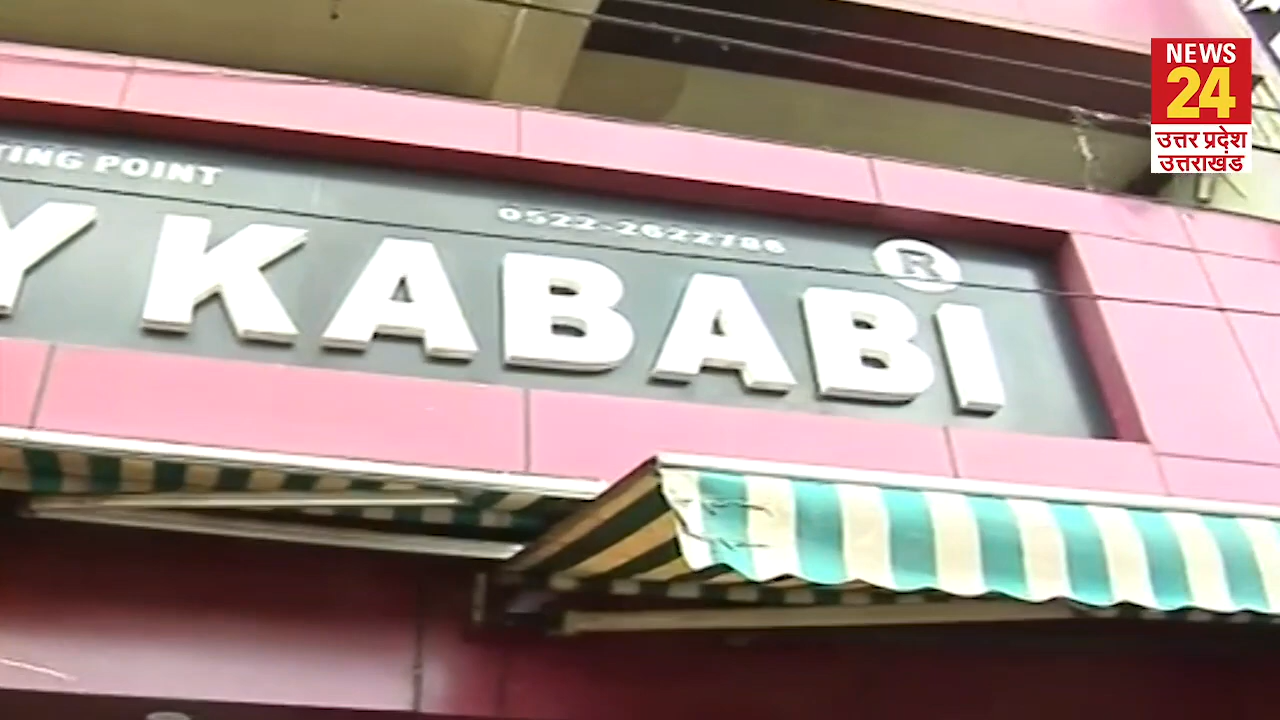 NEWS
24
उत्तर प्रदेश
उत्तराखंड
TING POINT
0522-2622786
Y KABABI
R